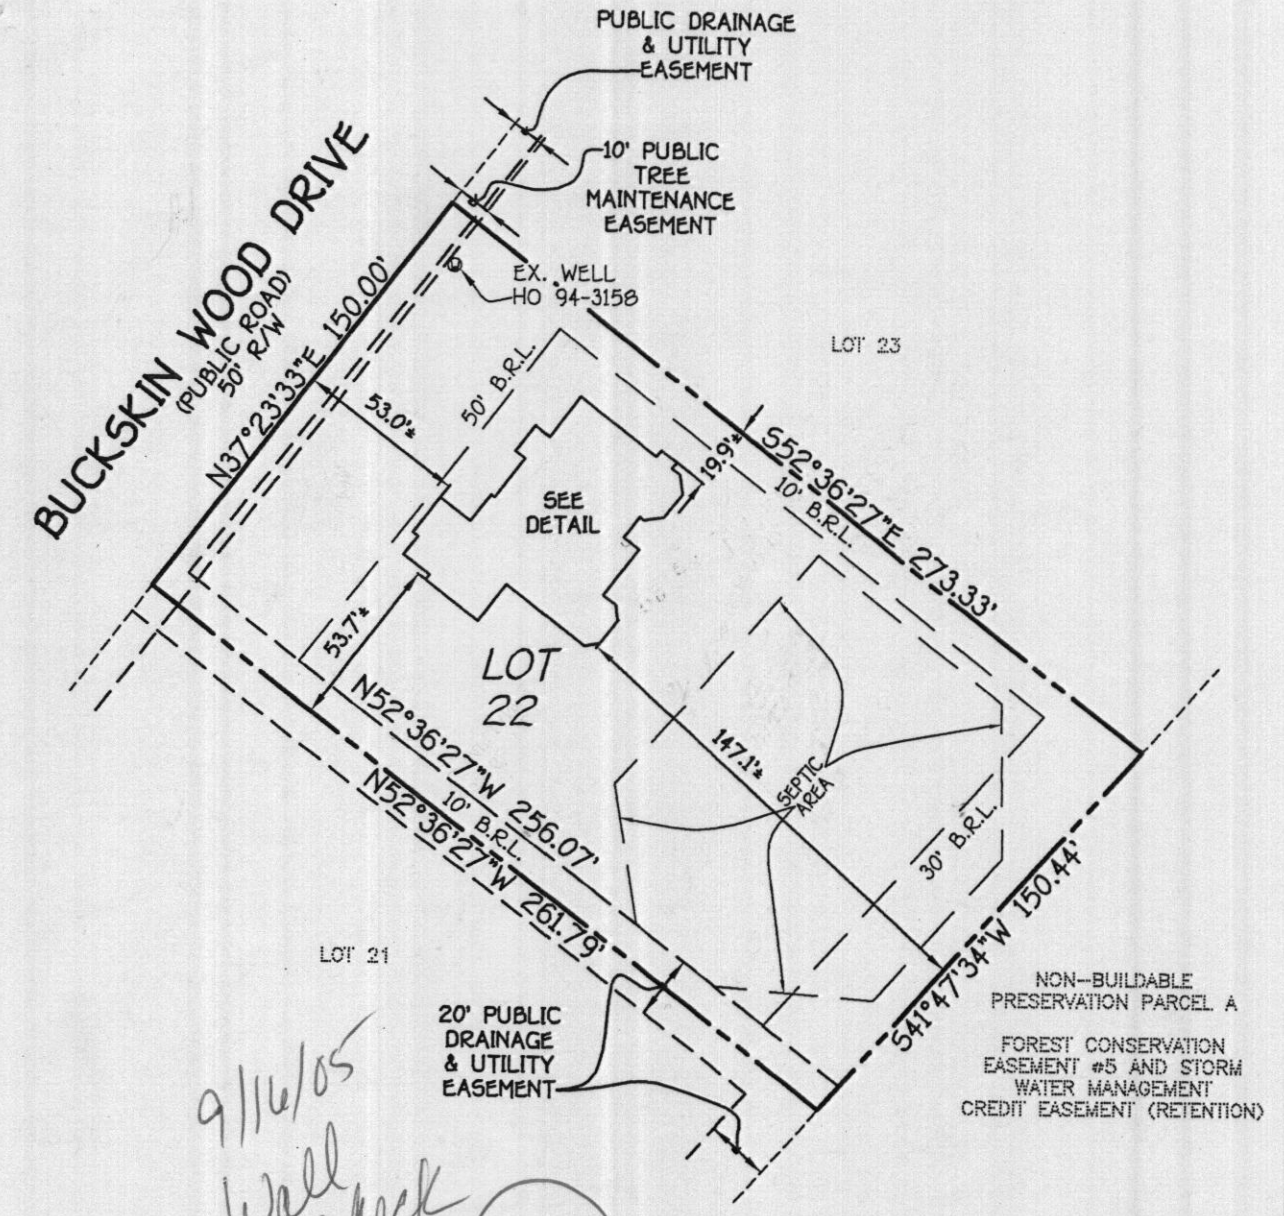 PUBLIC DRAINAGE
& UTILITY
EASEMENT
10' PUBLIC
TREE
MAINTENANCE
EASEMENT
BUCKSKIN WOOD DRIVE
(PUBLIC ROAD)
50' R/W
N37°23'33"E 150.00'
EX. WELL
HO 94-3158
LOT 23
53.0'±
50' B.R.L.
SEE
DETAIL
19.9'±
S52°36'27"E 273.33'
10' B.R.L.
53.7'±
LOT
22
N52°36'27"W 256.07'
10' B.R.L.
N52°36'27"W 261.79'
147.1'±
SEPTIC
AREA
30' B.R.L.
S41°47'34"W 150.44'
LOT 21
20' PUBLIC
DRAINAGE
& UTILITY
EASEMENT
NON-BUILDABLE
PRESERVATION PARCEL A
FOREST CONSERVATION
EASEMENT #5 AND STORM
WATER MANAGEMENT
CREDIT EASEMENT (RETENTION)
9/16/05
Wall